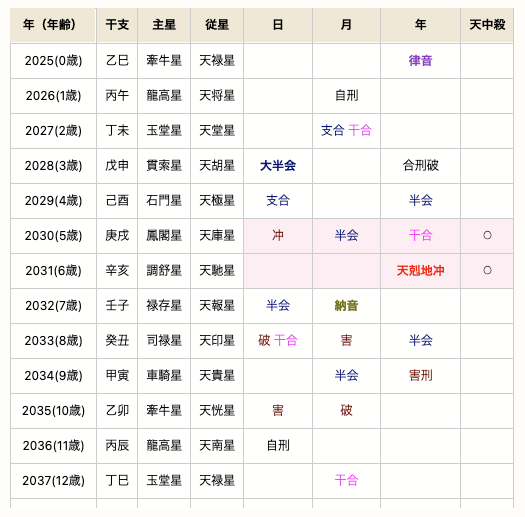 年（年齢） 干支 主星 従星 日 月 年 天中殺
2025(0歳) 乙巳 牽牛星 天禄星 律音
2026(1歳) 丙午 龍高星 天将星 自刑
2027(2歳) 丁未 玉堂星 天堂星 支合 干合
2028(3歳) 戊申 貫索星 天胡星 大半会 合刑破
2029(4歳) 己酉 石門星 天極星 支合 半会
2030(5歳) 庚戌 鳳閣星 天庫星 冲 半会 干合 〇
2031(6歳) 辛亥 調舒星 天馳星 天剋地冲 〇
2032(7歳) 壬子 禄存星 天報星 半会 納音
2033(8歳) 癸丑 司禄星 天印星 破 干合 害 半会
2034(9歳) 甲寅 車騎星 天貴星 半会 害刑
2035(10歳) 乙卯 牽牛星 天恍星 害 破
2036(11歳) 丙辰 龍高星 天南星 自刑
2037(12歳) 丁巳 玉堂星 天禄星 干合